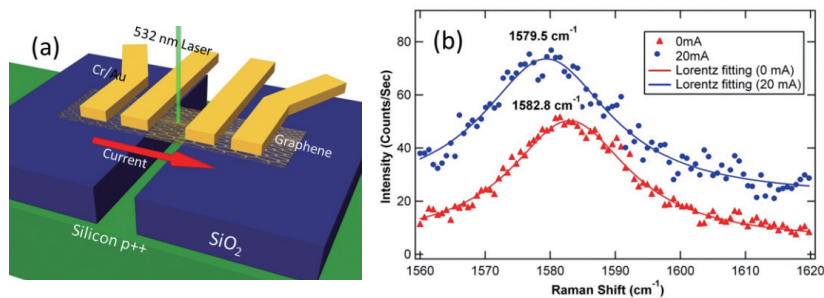 (a)
532 nm Laser
Cr/Au
Graphene
Current
Silicon p++
SiO2
(b)
1579.5 cm-1
1582.8 cm-1
0mA
20mA
Lorentz fitting (0 mA)
Lorentz fitting (20 mA)
Intensity (Counts/Sec)
80
60
40
20
0
1560 1570 1580 1590 1600 1610 1620
Raman Shift (cm-1)